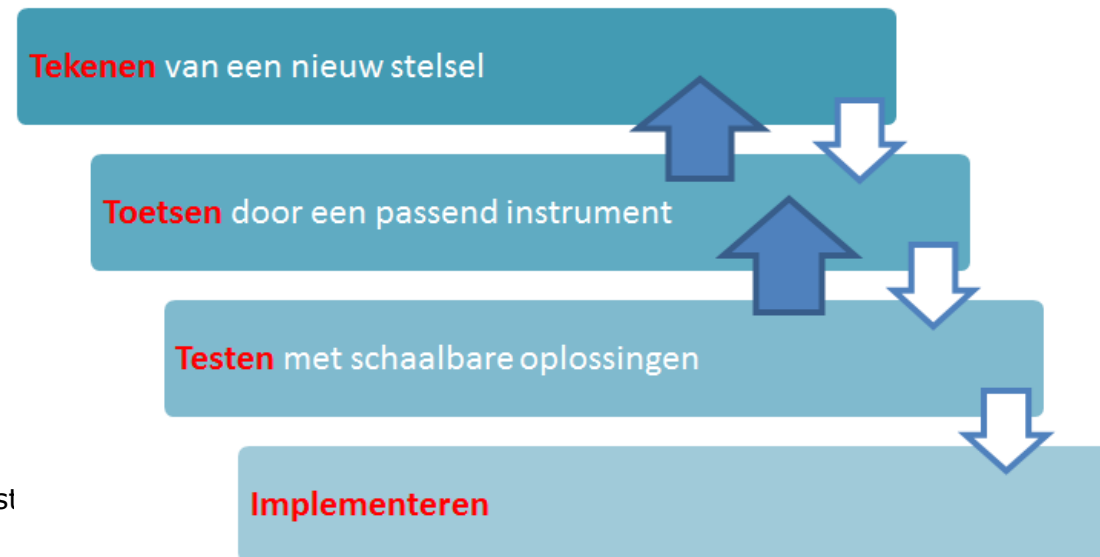 Tekenen van een nieuw stelsel
Toetsen door een passend instrument
Testen met schaalbare oplossingen
Implementeren